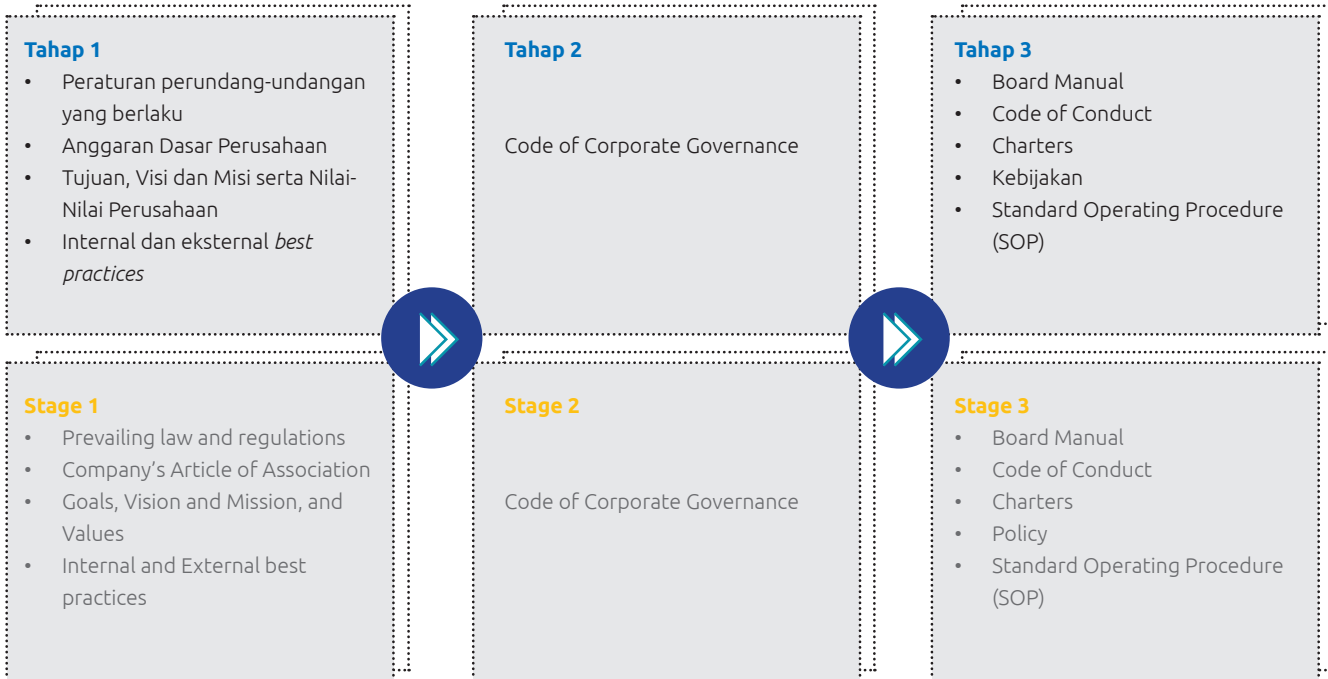 Tahap 1
• Peraturan perundang-undangan
yang berlaku
• Anggaran Dasar Perusahaan
• Tujuan, Visi dan Misi serta Nilai-
Nilai Perusahaan
• Internal dan eksternal best
practices
Tahap 2
Code of Corporate Governance
Tahap 3
• Board Manual
• Code of Conduct
• Charters
• Kebijakan
• Standard Operating Procedure
(SOP)
Stage 1
• Prevailing law and regulations
• Company’s Article of Association
• Goals, Vision and Mission, and
Values
• Internal and External best
practices
Stage 2
Code of Corporate Governance
Stage 3
• Board Manual
• Code of Conduct
• Charters
• Policy
• Standard Operating Procedure
(SOP)